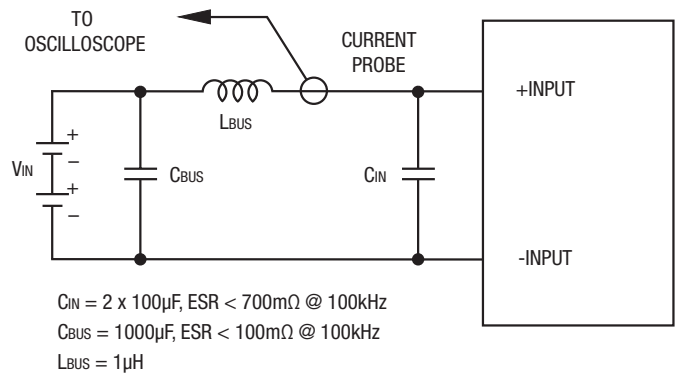 TO
OSCILLOSCOPE
CURRENT
PROBE
+INPUT
LBUS
+
VIN
–
+
–
CBUS
CIN
-INPUT
CIN = 2 x 100µF, ESR < 700mΩ @ 100kHz
CBUS = 1000µF, ESR < 100mΩ @ 100kHz
LBUS = 1µH